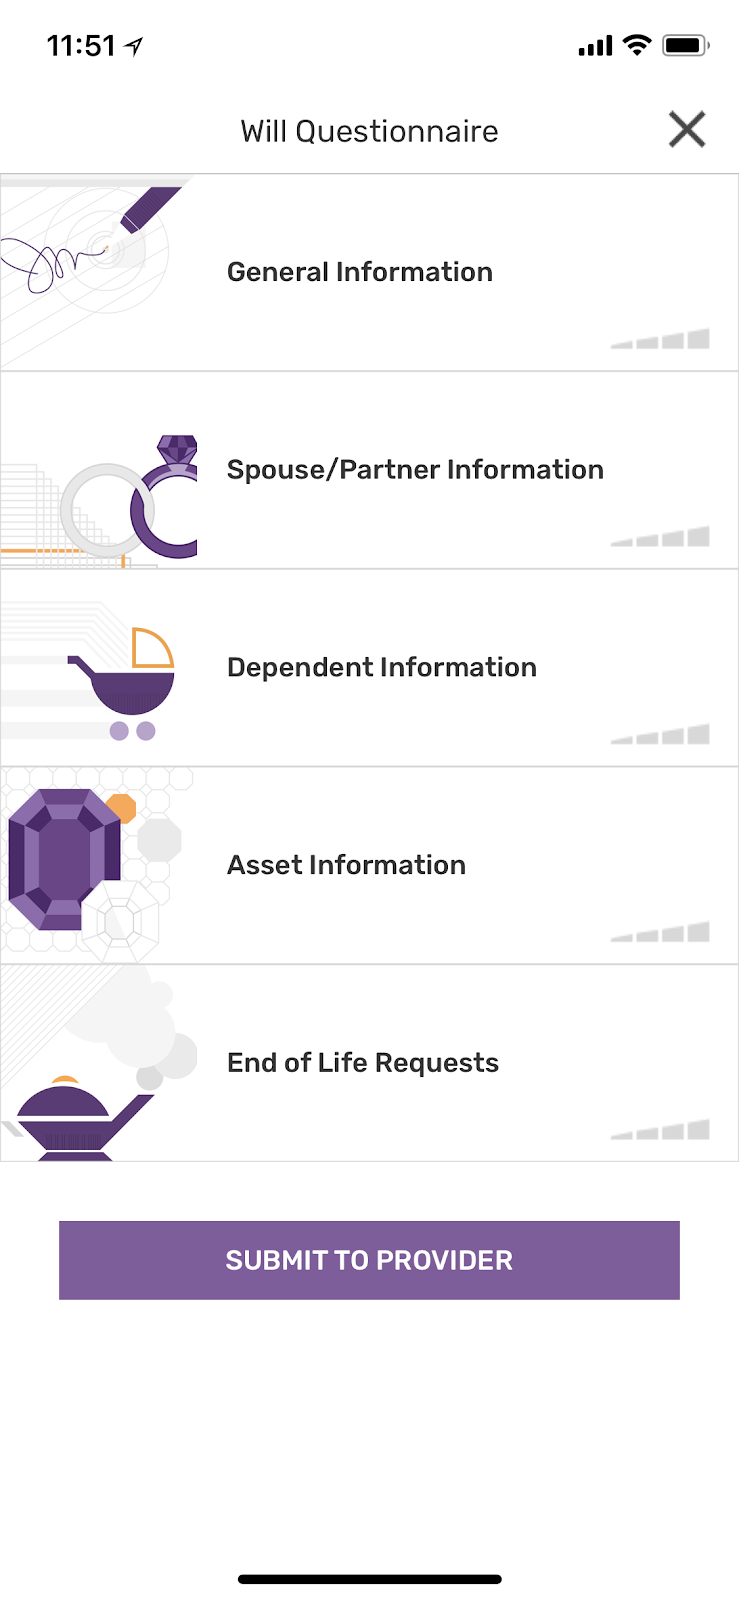 11:51
Will Questionnaire
General Information
Spouse/Partner Information
Dependent Information
Asset Information
End of Life Requests
SUBMIT TO PROVIDER